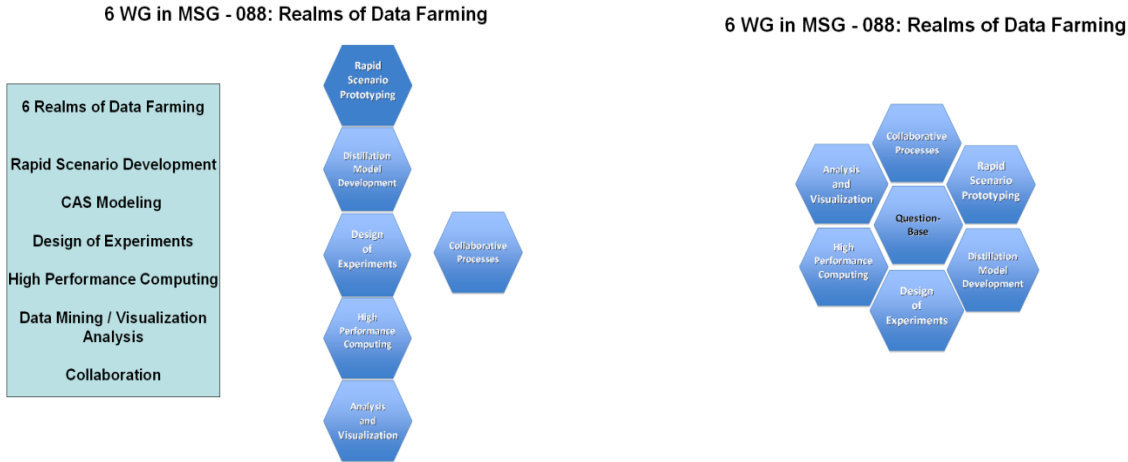 6 WG in MSG - 088: Realms of Data Farming
6 Realms of Data Farming
Rapid Scenario Development
CAS Modeling
Design of Experiments
High Performance Computing
Data Mining / Visualization
Analysis
Collaboration
Rapid
Scenario
Prototyping
Distillation
Model
Development
Design
of
Experiments
High
Performance
Computing
Analysis
and
Visualization
Collaborative
Processes
6 WG in MSG - 088: Realms of Data Farming
Collaborative
Processes
Analysis
and
Visualization
Rapid
Scenario
Prototyping
Question-
Base
High
Performance
Computing
Distillation
Model
Development
Design
of
Experiments